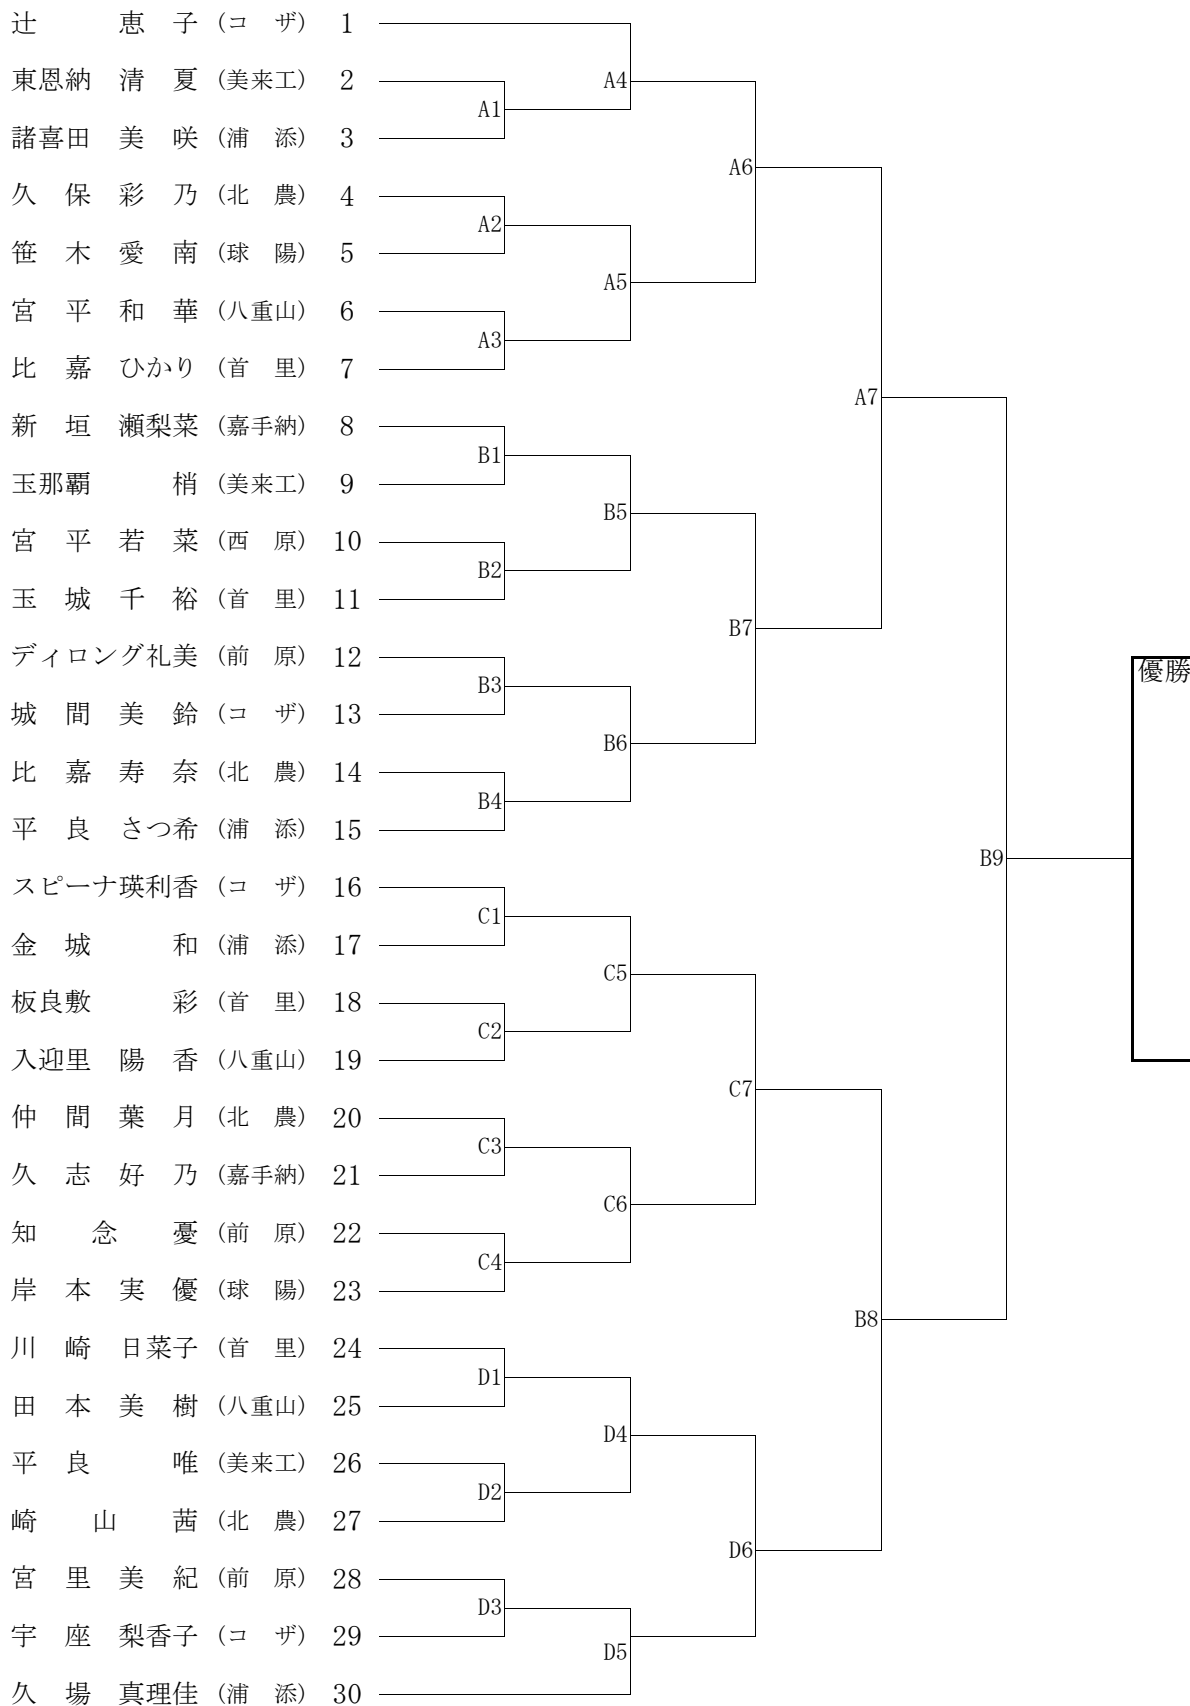 辻 恵 子 (コ ザ) 1
A4
東恩納 清 夏 (美来工) 2
A1
諸喜田 美 咲 (浦 添) 3
A6
久 保 彩 乃 (北 農) 4
A2
笹 木 愛 南 (球 陽) 5
A5
宮 平 和 華 (八重山) 6
A3
比 嘉 ひかり (首 里) 7
A7
新 垣 瀬梨菜 (嘉手納) 8
B1
玉那覇 梢 (美来工) 9
B5
宮 平 若 菜 (西 原) 10
B2
玉 城 千 裕 (首 里) 11
B7
ディロング礼美 (前 原) 12
優勝
B3
城 間 美 鈴 (コ ザ) 13
B6
比 嘉 寿 奈 (北 農) 14
B4
平 良 さつ希 (浦 添) 15
B9
スピーナ瑛利香 (コ ザ) 16
C1
金 城 和 (浦 添) 17
C5
板良敷 彩 (首 里) 18
C2
入迎里 陽 香 (八重山) 19
C7
仲 間 葉 月 (北 農) 20
C3
久 志 好 乃 (嘉手納) 21
C6
知 念 憂 (前 原) 22
C4
岸 本 実 優 (球 陽) 23
B8
川 崎 日菜子 (首 里) 24
D1
田 本 美 樹 (八重山) 25
D4
平 良 唯 (美来工) 26
D2
崎 山 茜 (北 農) 27
D6
宮 里 美 紀 (前 原) 28
D3
宇 座 梨香子 (コ ザ) 29
D5
久 場 真理佳 (浦 添) 30